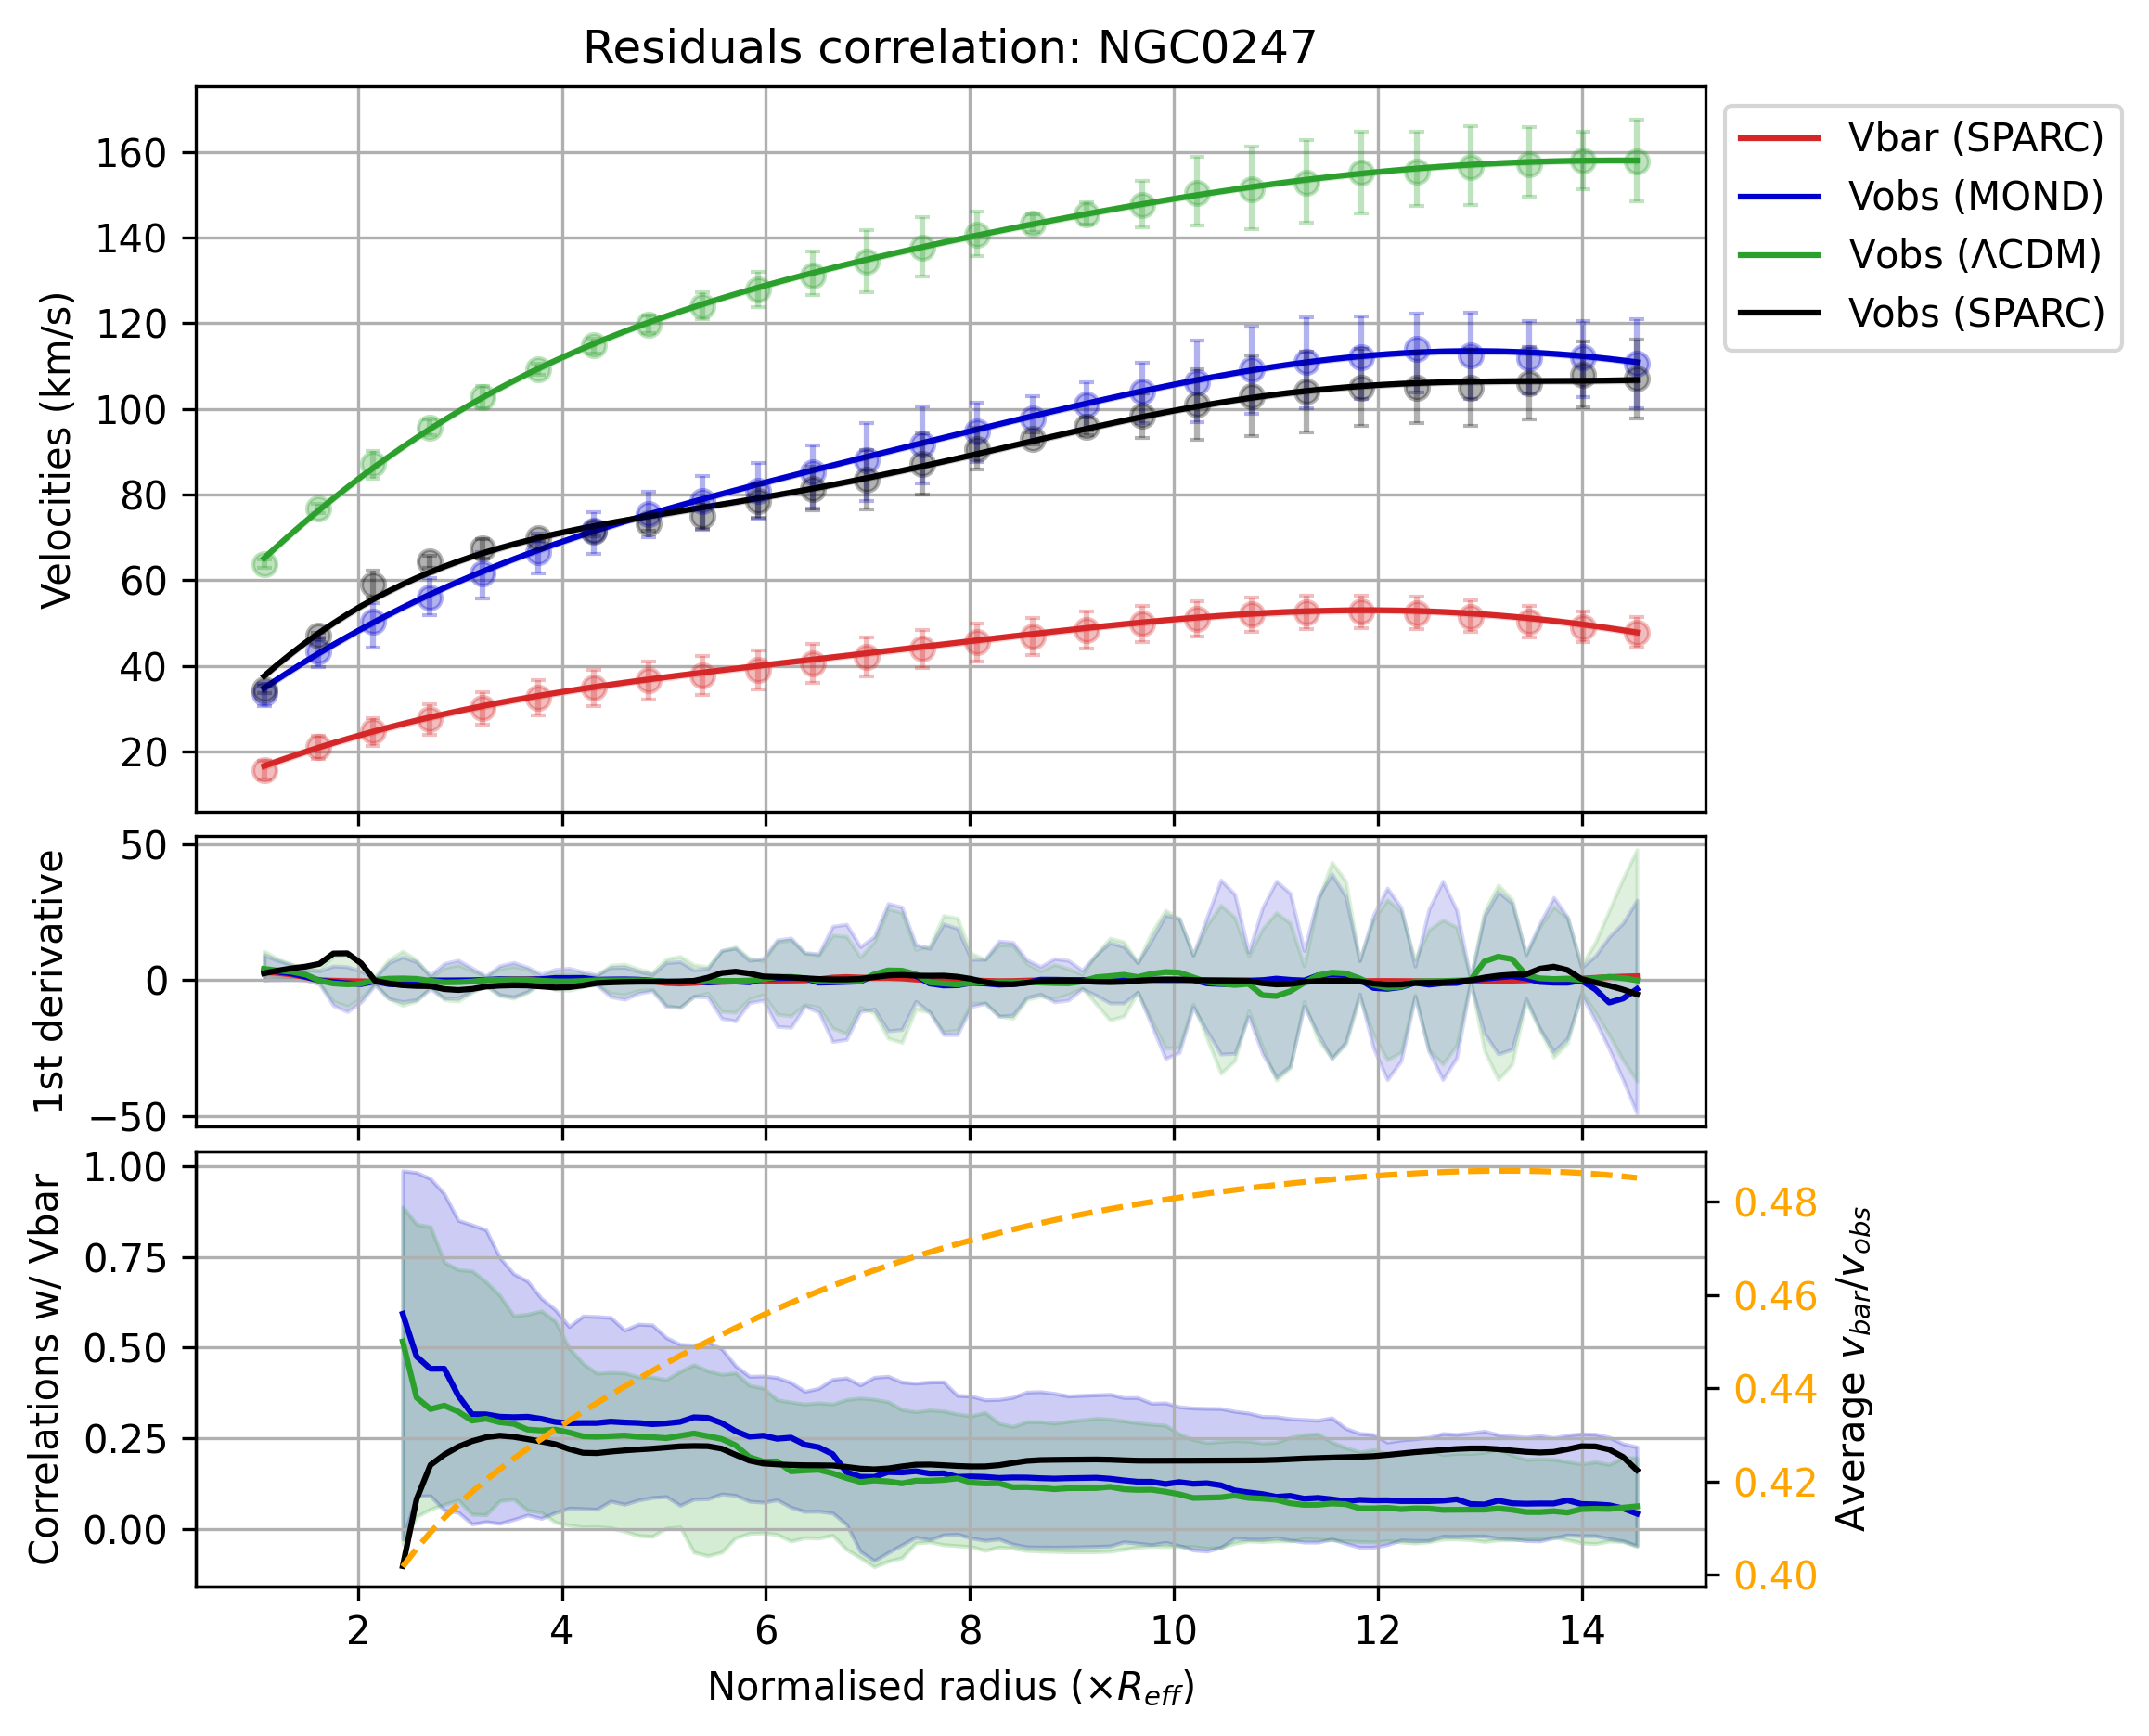 Residuals correlation: NGC0247
160
140
120
100
80
60
40
20
Velocities (km/s)
Vbar (SPARC)
Vobs (MOND)
Vobs (ΛCDM)
Vobs (SPARC)
50
0
−50
1st derivative
1.00
0.75
0.50
0.25
0.00
Correlations w/ Vbar
0.48
0.46
0.44
0.42
0.40
Average v_bar/v_obs
2 4 6 8 10 12 14
Normalised radius (×R_eff)